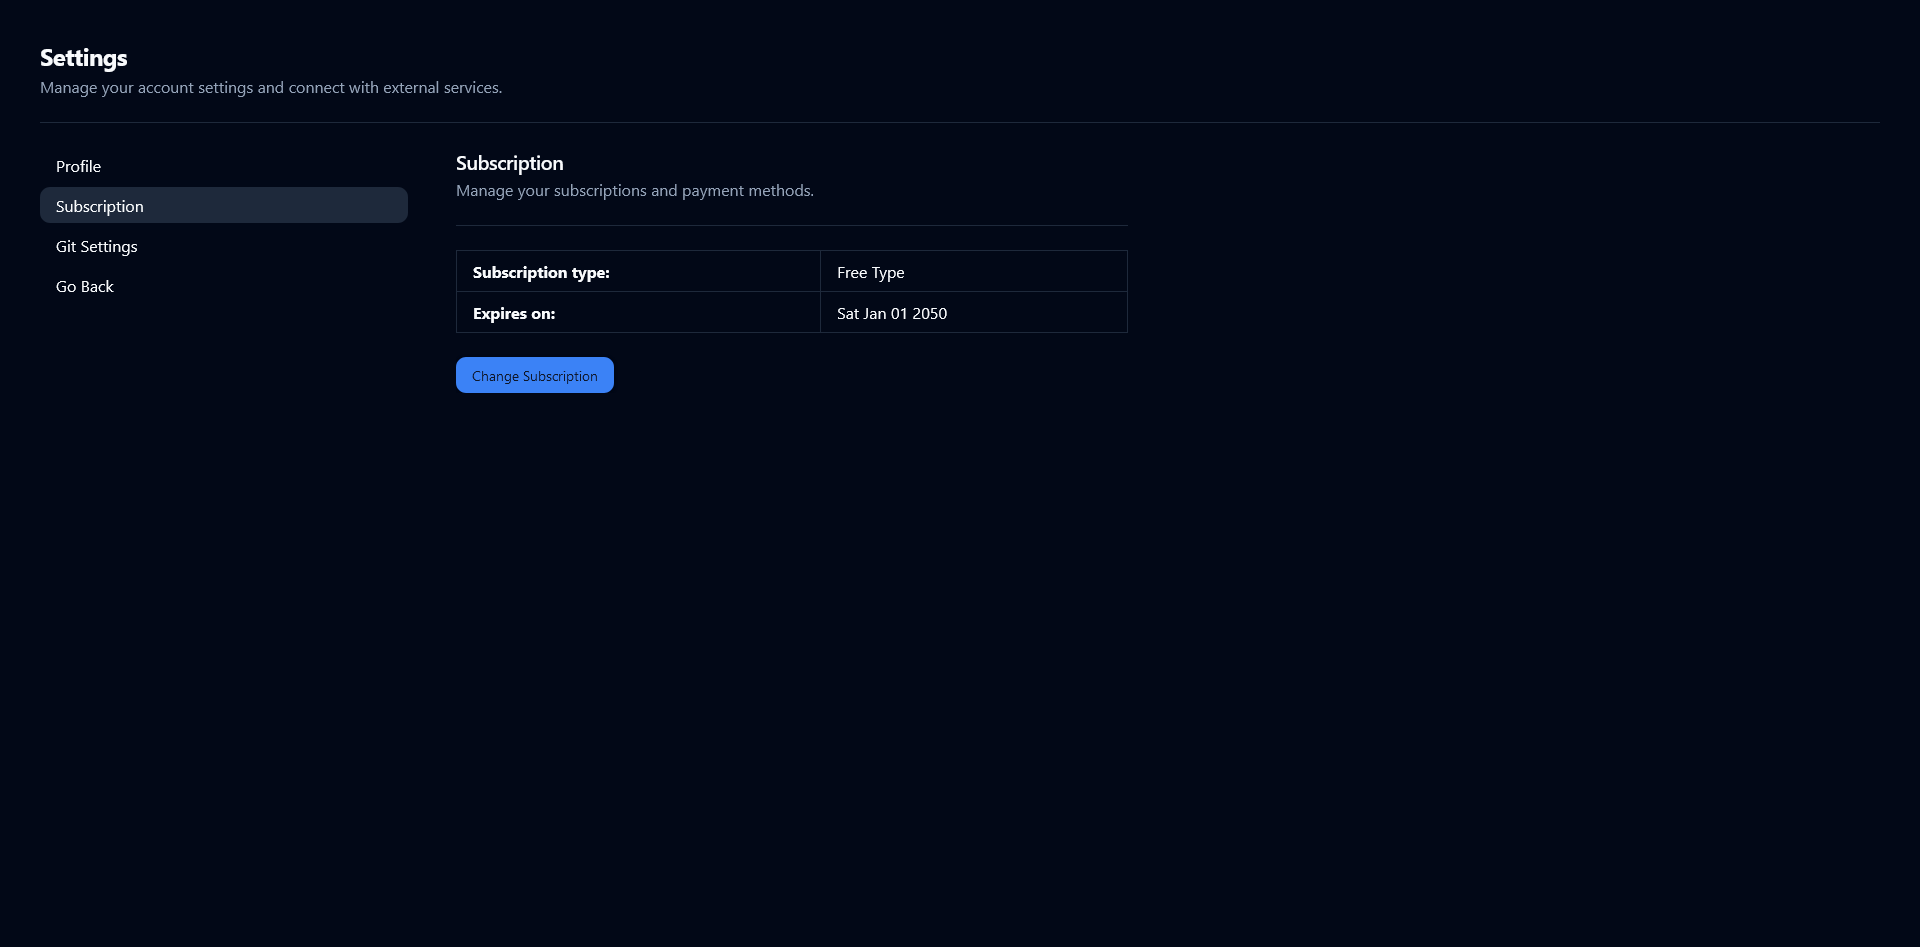 Settings
Manage your account settings and connect with external services.
Profile
Subscription
Git Settings
Go Back
Subscription
Manage your subscriptions and payment methods.
Subscription type: Free Type
Expires on: Sat Jan 01 2050
Change Subscription